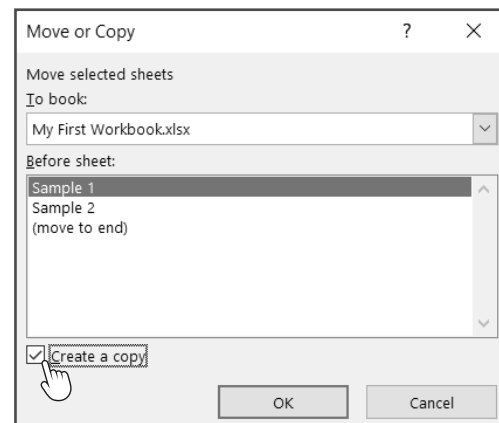 Move or Copy ?
Move selected sheets
To book:
My First Workbook.xlsx
Before sheet:
Sample 1
Sample 2
(move to end)
Create a copy
OK Cancel